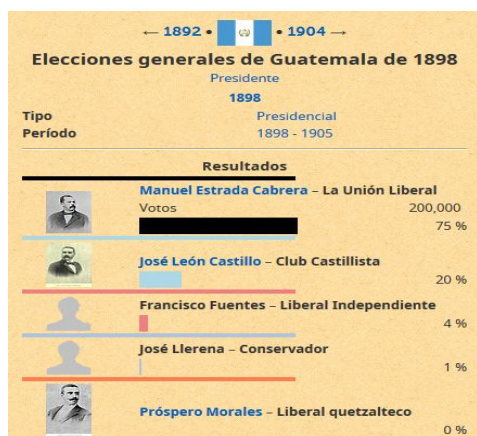 ← 1892 • • 1904 →
Elecciones generales de Guatemala de 1898
Presidente
1898
Tipo Presidencial
Período 1898 - 1905
Resultados
Manuel Estrada Cabrera – La Unión Liberal
Votos 200,000
75 %
José León Castillo – Club Castillista
20 %
Francisco Fuentes – Liberal Independiente
4 %
José Llerena – Conservador
1 %
Próspero Morales – Liberal quetzalteco
0 %